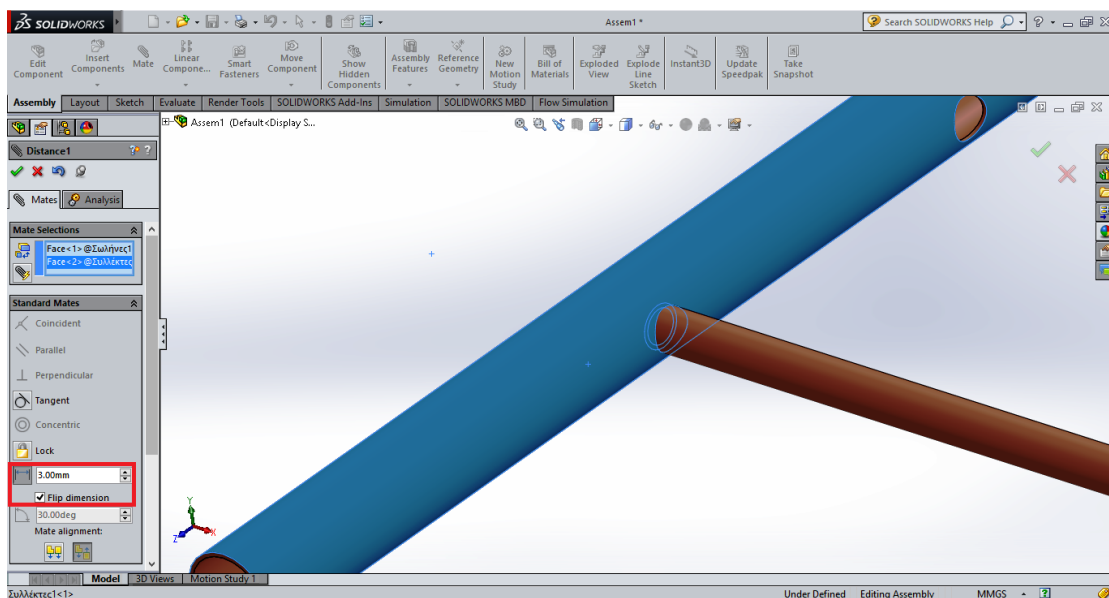 SOLIDWORKS
Assem1 *
Search SOLIDWORKS Help
Edit Component
Insert Components
Mate
Linear Compone...
Smart Fasteners
Move Component
Show Hidden Components
Assembly Features
Reference Geometry
New Motion Study
Bill of Materials
Exploded View
Explode Line Sketch
Instant3D
Update Speedpak
Take Snapshot
Assembly Layout Sketch Evaluate Render Tools SOLIDWORKS Add-Ins Simulation SOLIDWORKS MBD Flow Simulation
Assem1 (Default<Display S...
Distance1
Mates Analysis
Mate Selections
Face<1>@Σωλήνες1
Face<2>@Συλλέκτες
Standard Mates
Coincident
Parallel
Perpendicular
Tangent
Concentric
Lock
3.00mm
Flip dimension
30.00deg
Mate alignment:
Y
X
Z
Model 3D Views Motion Study 1
Συλλέκτες1<1>
Under Defined Editing Assembly MMGS